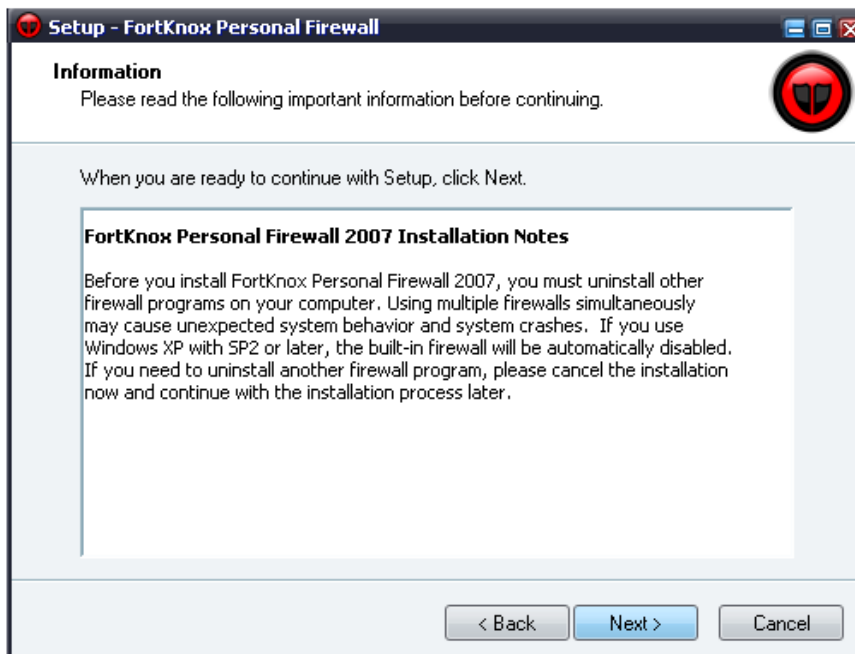 Setup - FortKnox Personal Firewall
Information
Please read the following important information before continuing.
When you are ready to continue with Setup, click Next.
FortKnox Personal Firewall 2007 Installation Notes
Before you install FortKnox Personal Firewall 2007, you must uninstall other
firewall programs on your computer. Using multiple firewalls simultaneously
may cause unexpected system behavior and system crashes.  If you use
Windows XP with SP2 or later, the built-in firewall will be automatically disabled.
If you need to uninstall another firewall program, please cancel the installation
now and continue with the installation process later.
< Back
Next >
Cancel